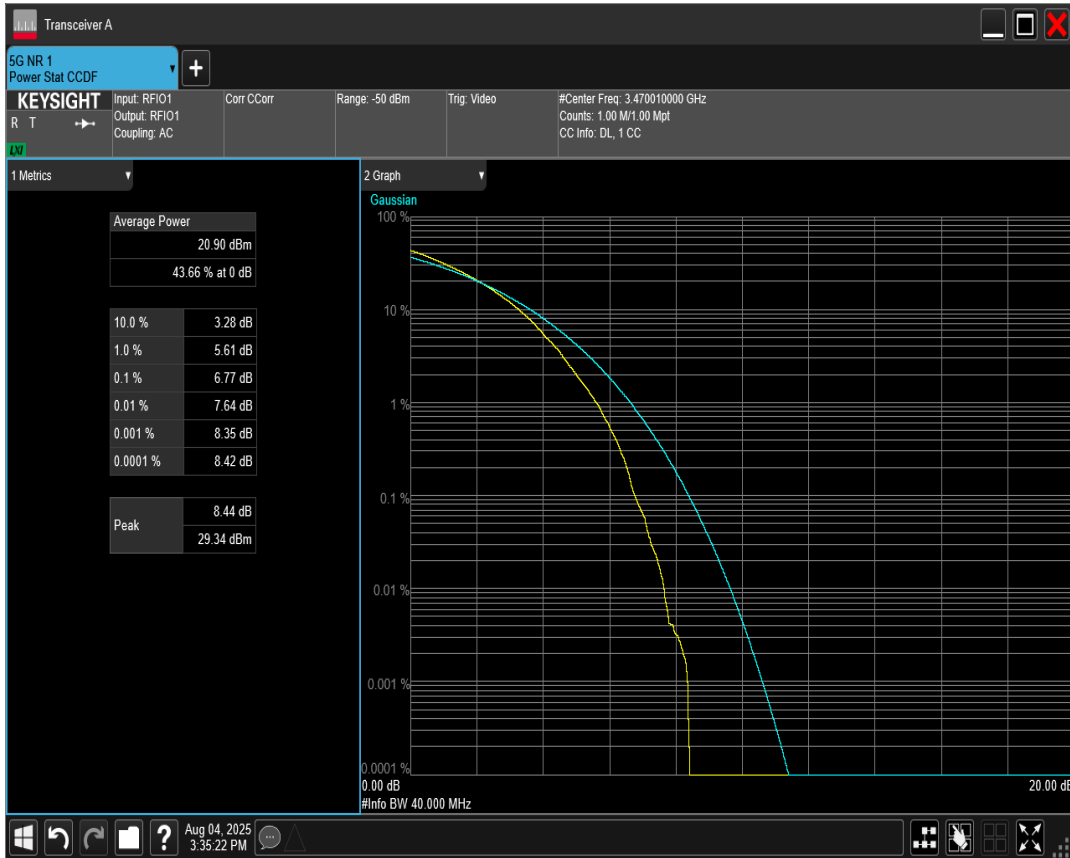 Transceiver A
5G NR 1
Power Stat CCDF
KEYSIGHT
R T
LXI
Input: RFIO1
Output: RFIO1
Coupling: AC
Corr CCorr
Range: -50 dBm
Trig: Video
#Center Freq: 3.470010000 GHz
Counts: 1.00 M/1.00 Mpt
CC Info: DL, 1 CC
1 Metrics
Average Power
20.90 dBm
43.66 % at 0 dB
10.0 % 3.28 dB
1.0 % 5.61 dB
0.1 % 6.77 dB
0.01 % 7.64 dB
0.001 % 8.35 dB
0.0001 % 8.42 dB
Peak 8.44 dB
29.34 dBm
2 Graph
Gaussian
100 %
10 %
1 %
0.1 %
0.01 %
0.001 %
0.0001 %
0.00 dB 20.00 dB
#Info BW 40.000 MHz
Aug 04, 2025
3:35:22 PM